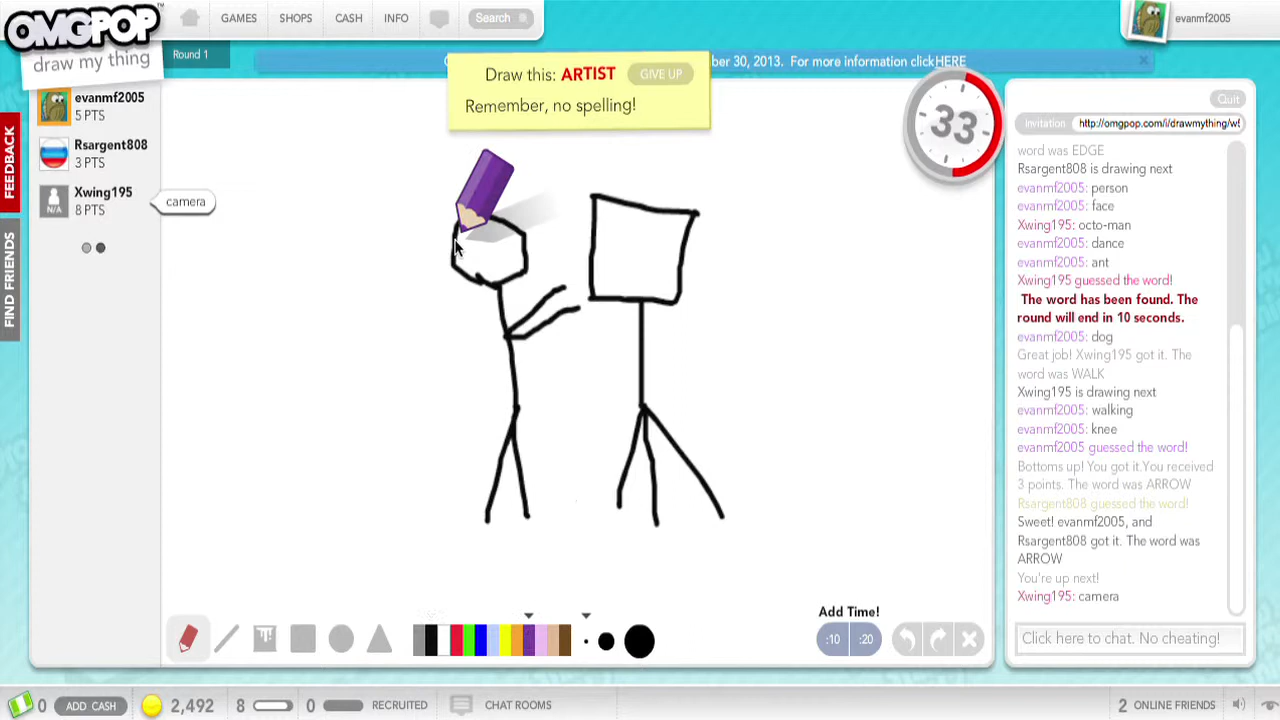 OMGPOP™
GAMES
SHOPS
CASH
INFO
Search
evanmf2005
draw my thing
Round 1
ber 30, 2013. For more information clickHERE
Draw this: ARTIST
GIVE UP
Remember, no spelling!
33
FEEDBACK
FIND FRIENDS
evanmf2005
5 PTS
Rsargent808
3 PTS
N/A
Xwing195
8 PTS
camera
Quit
invitation
http://omgpop.com/i/drawmything/w!
word was EDGE
Rsargent808 is drawing next
evanmf2005: person
evanmf2005: face
Xwing195: octo-man
evanmf2005: dance
evanmf2005: ant
Xwing195 guessed the word!
The word has been found. The
round will end in 10 seconds.
evanmf2005: dog
Great job! Xwing195 got it. The
word was WALK
Xwing195 is drawing next
evanmf2005: walking
evanmf2005: knee
evanmf2005 guessed the word!
Bottoms up! You got it.You received
3 points. The word was ARROW
Rsargent808 guessed the word!
Sweet! evanmf2005, and
Rsargent808 got it. The word was
ARROW
You're up next!
Xwing195: camera
Click here to chat. No cheating!
Add Time!
:10
:20
0
ADD CASH
2,492
8
0
RECRUITED
CHAT ROOMS
2 ONLINE FRIENDS